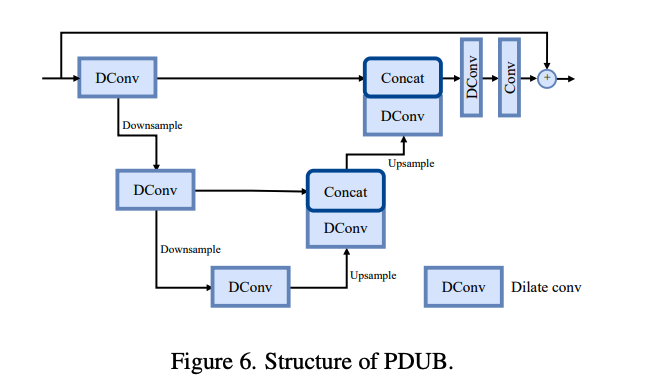 DConv
Concat
DConv
Conv
+
DConv
Downsample
Upsample
DConv
Concat
DConv
Downsample
Upsample
DConv
DConv
Dilate conv
Figure 6. Structure of PDUB.